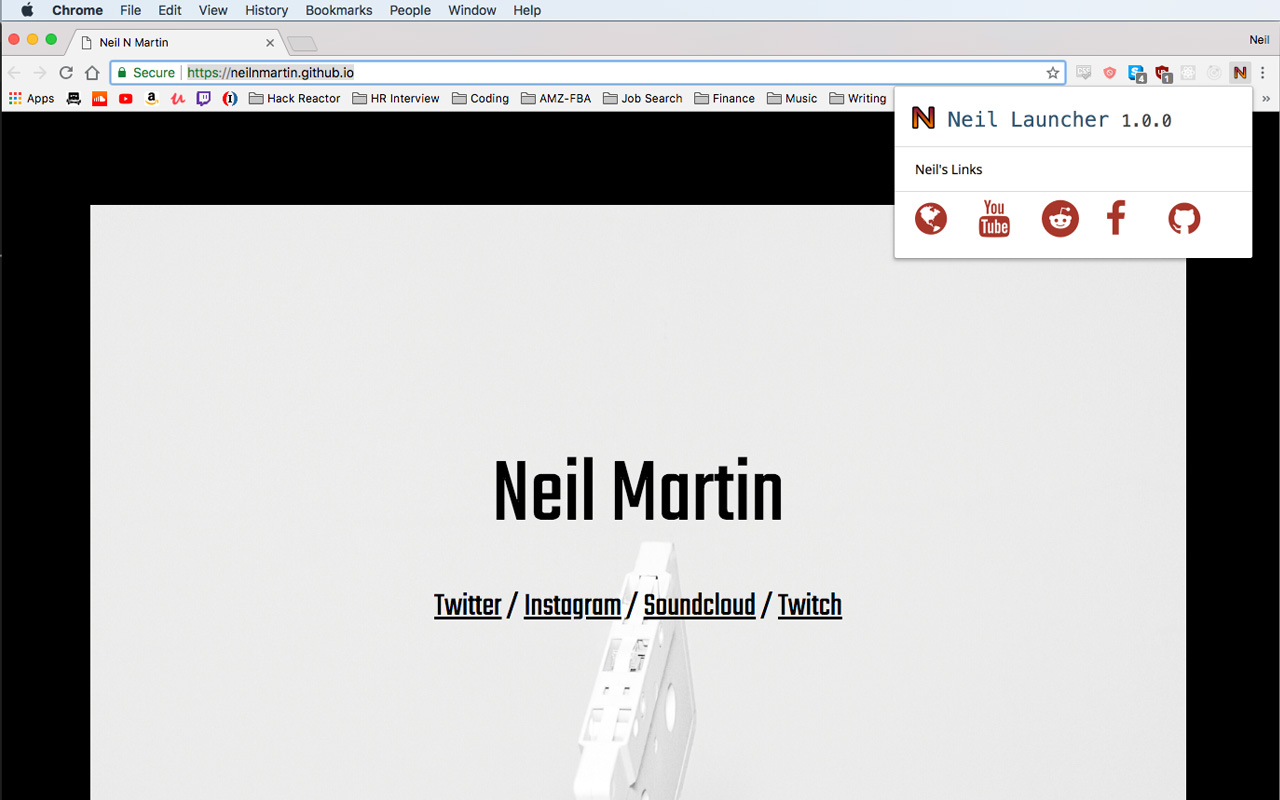 Chrome File Edit View History Bookmarks People Window Help
Neil N Martin
Neil
Secure https://neilnmartin.github.io
4
1
N
Apps Hack Reactor HR Interview Coding AMZ-FBA Job Search Finance Music Writing »
N Neil Launcher 1.0.0
Neil's Links
You
Tube
Neil Martin
Twitter / Instagram / Soundcloud / Twitch